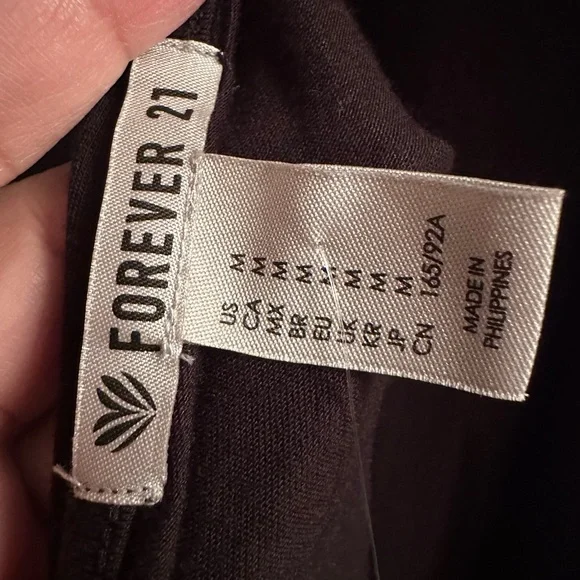 FOREVER 21
US M
CA M
MX M
BR M
EU M
UK M
KR M
JP M
CN 165/92A
MADE IN
PHILIPPINES